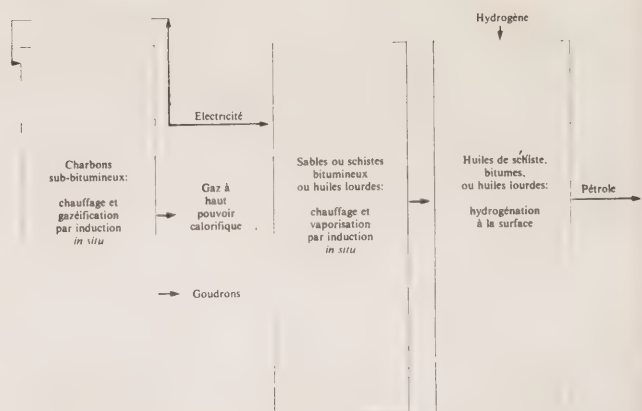 Hydrogène
Electricité
Charbons
sub-bitumineux:
chauffage et
gazéification
par induction
in situ
Gaz à
haut
pouvoir
calorifique
Goudrons
Sables ou schistes
bitumineux
ou huiles lourdes:
chauffage et
vaporisation
par induction
in situ
Huiles de schiste,
bitumes,
ou huiles lourdes:
hydrogénation
à la surface
Pétrole